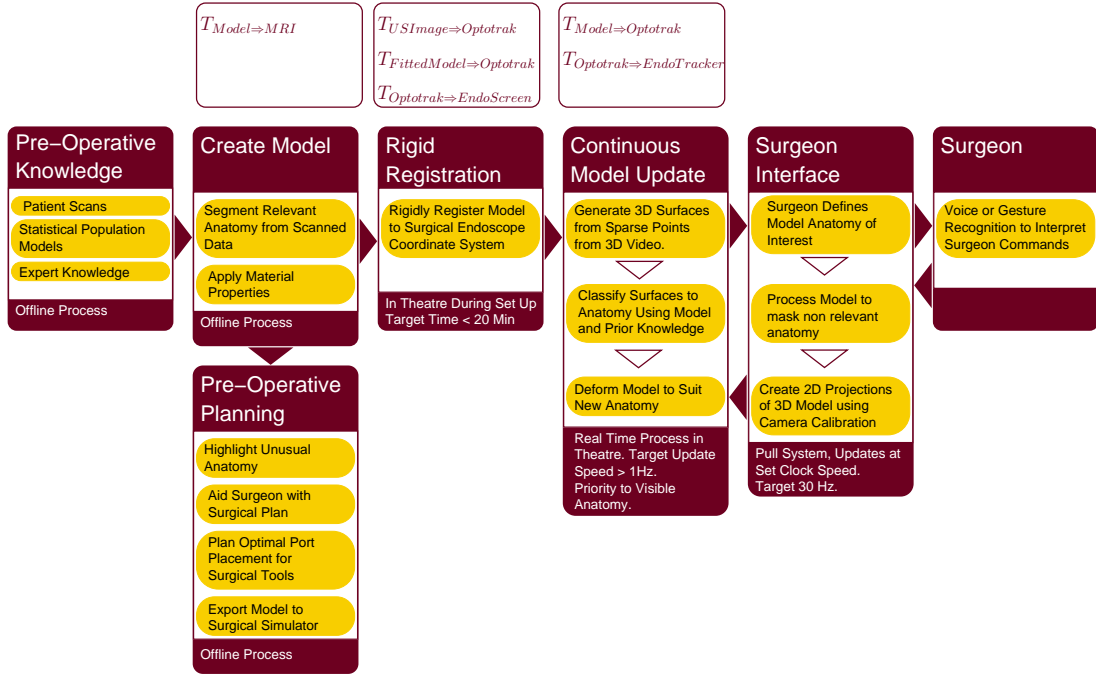 T_{Model⇒MRI}
T_{USImage⇒Optotrak}
T_{FittedModel⇒Optotrak}
T_{Optotrak⇒EndoScreen}
T_{Model⇒Optotrak}
T_{Optotrak⇒EndoTracker}
Pre−Operative
Knowledge
Patient Scans
Statistical Population
Models
Expert Knowledge
Offline Process
Create Model
Segment Relevant
Anatomy from Scanned
Data
Apply Material
Properties
Offline Process
Pre−Operative
Planning
Highlight Unusual
Anatomy
Aid Surgeon with
Surgical Plan
Plan Optimal Port
Placement for
Surgical Tools
Export Model to
Surgical Simulator
Offline Process
Rigid
Registration
Rigidly Register Model
to Surgical Endoscope
Coordinate System
In Theatre During Set Up
Target Time < 20 Min
Continuous
Model Update
Generate 3D Surfaces
from Sparse Points
from 3D Video.
Classify Surfaces to
Anatomy Using Model
and Prior Knowledge
Deform Model to Suit
New Anatomy
Real Time Process in
Theatre. Target Update
Speed > 1Hz.
Priority to Visible
Anatomy.
Surgeon
Interface
Surgeon Defines
Model Anatomy of
Interest
Process Model to
mask non relevant
anatomy
Create 2D Projections
of 3D Model using
Camera Calibration
Pull System, Updates at
Set Clock Speed.
Target 30 Hz.
Surgeon
Voice or Gesture
Recognition to Interpret
Surgeon Commands